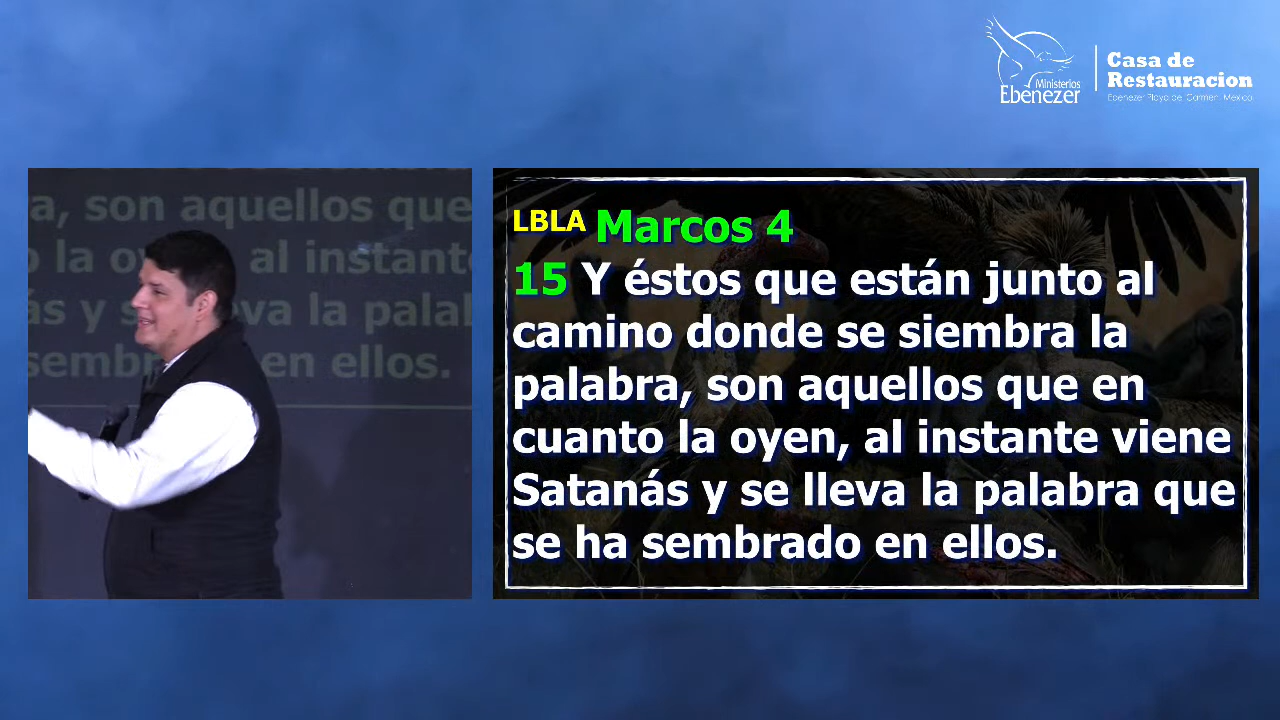 Ministerios
Ebenezer
Casa de
Restauracion
Ebenezer Playa del Carmen, Mexico
a, son aquellos que
la oy al instant
ás y s eva la palal
sembr en ellos.
LBLA Marcos 4
15 Y éstos que están junto al
camino donde se siembra la
palabra, son aquellos que en
cuanto la oyen, al instante viene
Satanás y se lleva la palabra que
se ha sembrado en ellos.